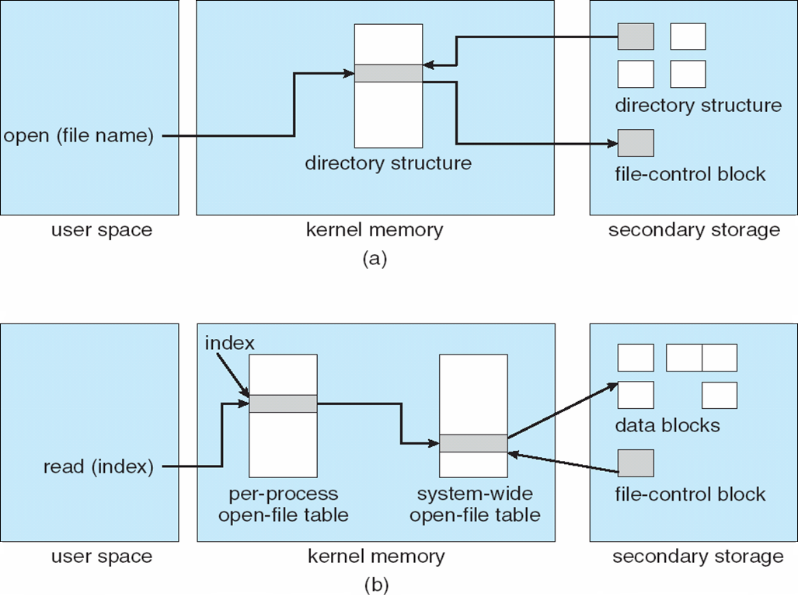 open (file name)
directory structure
directory structure
file-control block
user space
kernel memory
secondary storage
(a)
index
read (index)
per-process
open-file table
system-wide
open-file table
data blocks
file-control block
user space
kernel memory
secondary storage
(b)